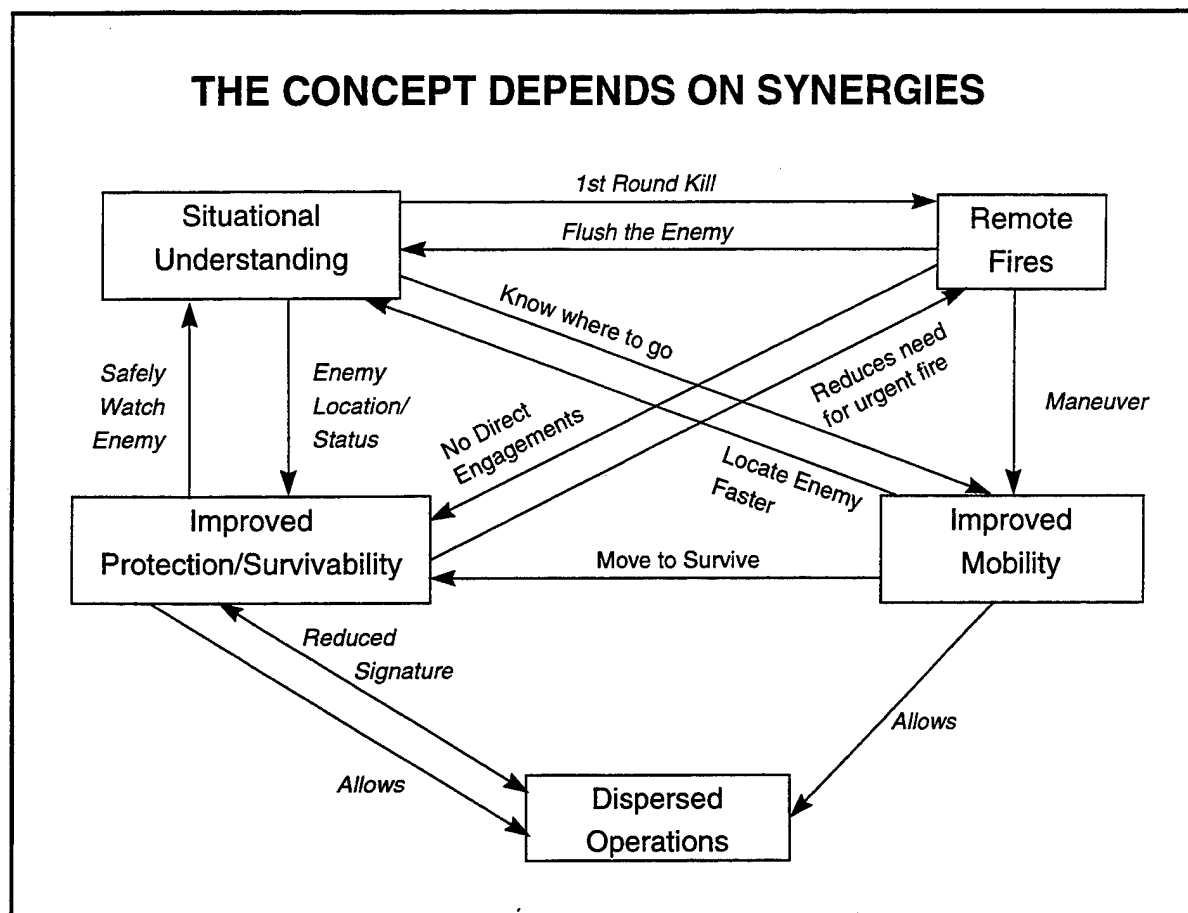 THE CONCEPT DEPENDS ON SYNERGIES
Situational
Understanding
1st Round Kill
Flush the Enemy
Remote
Fires
Know where to go
Safely
Watch
Enemy
Enemy
Location/
Status
No Direct
Engagements
Reduces need
for urgent fire
Maneuver
Locate Enemy
Faster
Improved
Protection/Survivability
Move to Survive
Improved
Mobility
Reduced
Signature
Allows
Allows
Dispersed
Operations